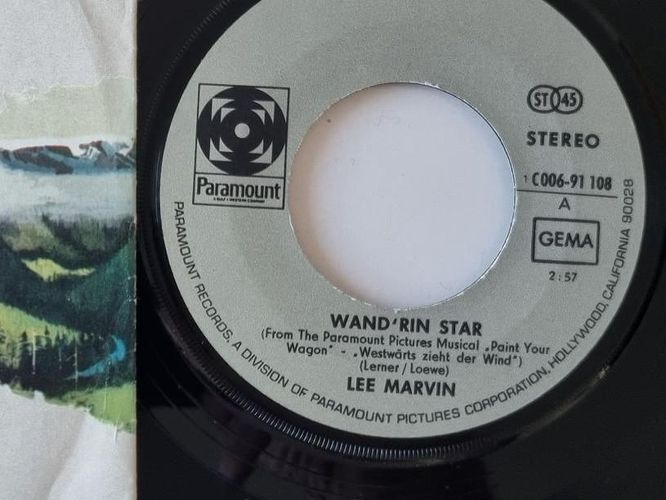 Paramount
ST 45
STEREO
1 C006-91 108
A
GEMA
2:57
WAND'RIN STAR
(From The Paramount Pictures Musical „Paint Your
Wagon" - „Westwärts zieht der Wind")
(Lerner / Loewe)
LEE MARVIN
PARAMOUNT RECORDS, A DIVISION OF PARAMOUNT PICTURES CORPORATION, HOLLYWOOD, CALIFORNIA 90028